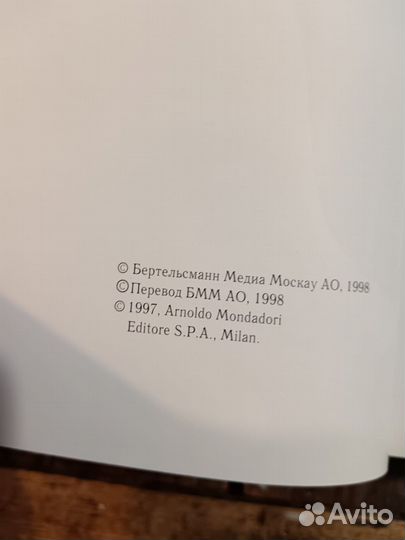 © Бертельсманн Медиа Москау АО, 1998
© Перевод БММ АО, 1998
© 1997, Arnoldo Mondadori
Editore S.P.A., Milan.
Avito